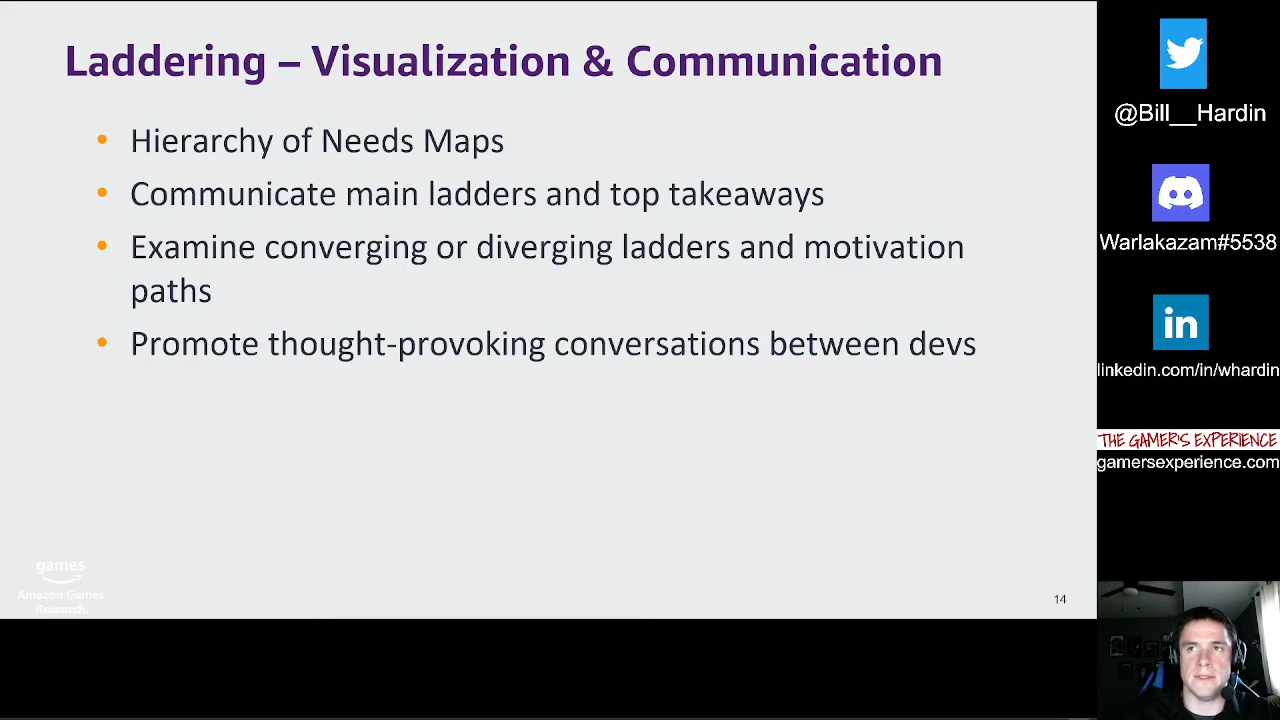 Laddering – Visualization & Communication
• Hierarchy of Needs Maps
• Communicate main ladders and top takeaways
• Examine converging or diverging ladders and motivation
paths
• Promote thought-provoking conversations between devs
games
Amazon Games
Research
14
@Bill__Hardin
Warlakazam#5538
in
linkedin.com/in/whardin
THE GAMER'S EXPERIENCE
gamersexperience.com